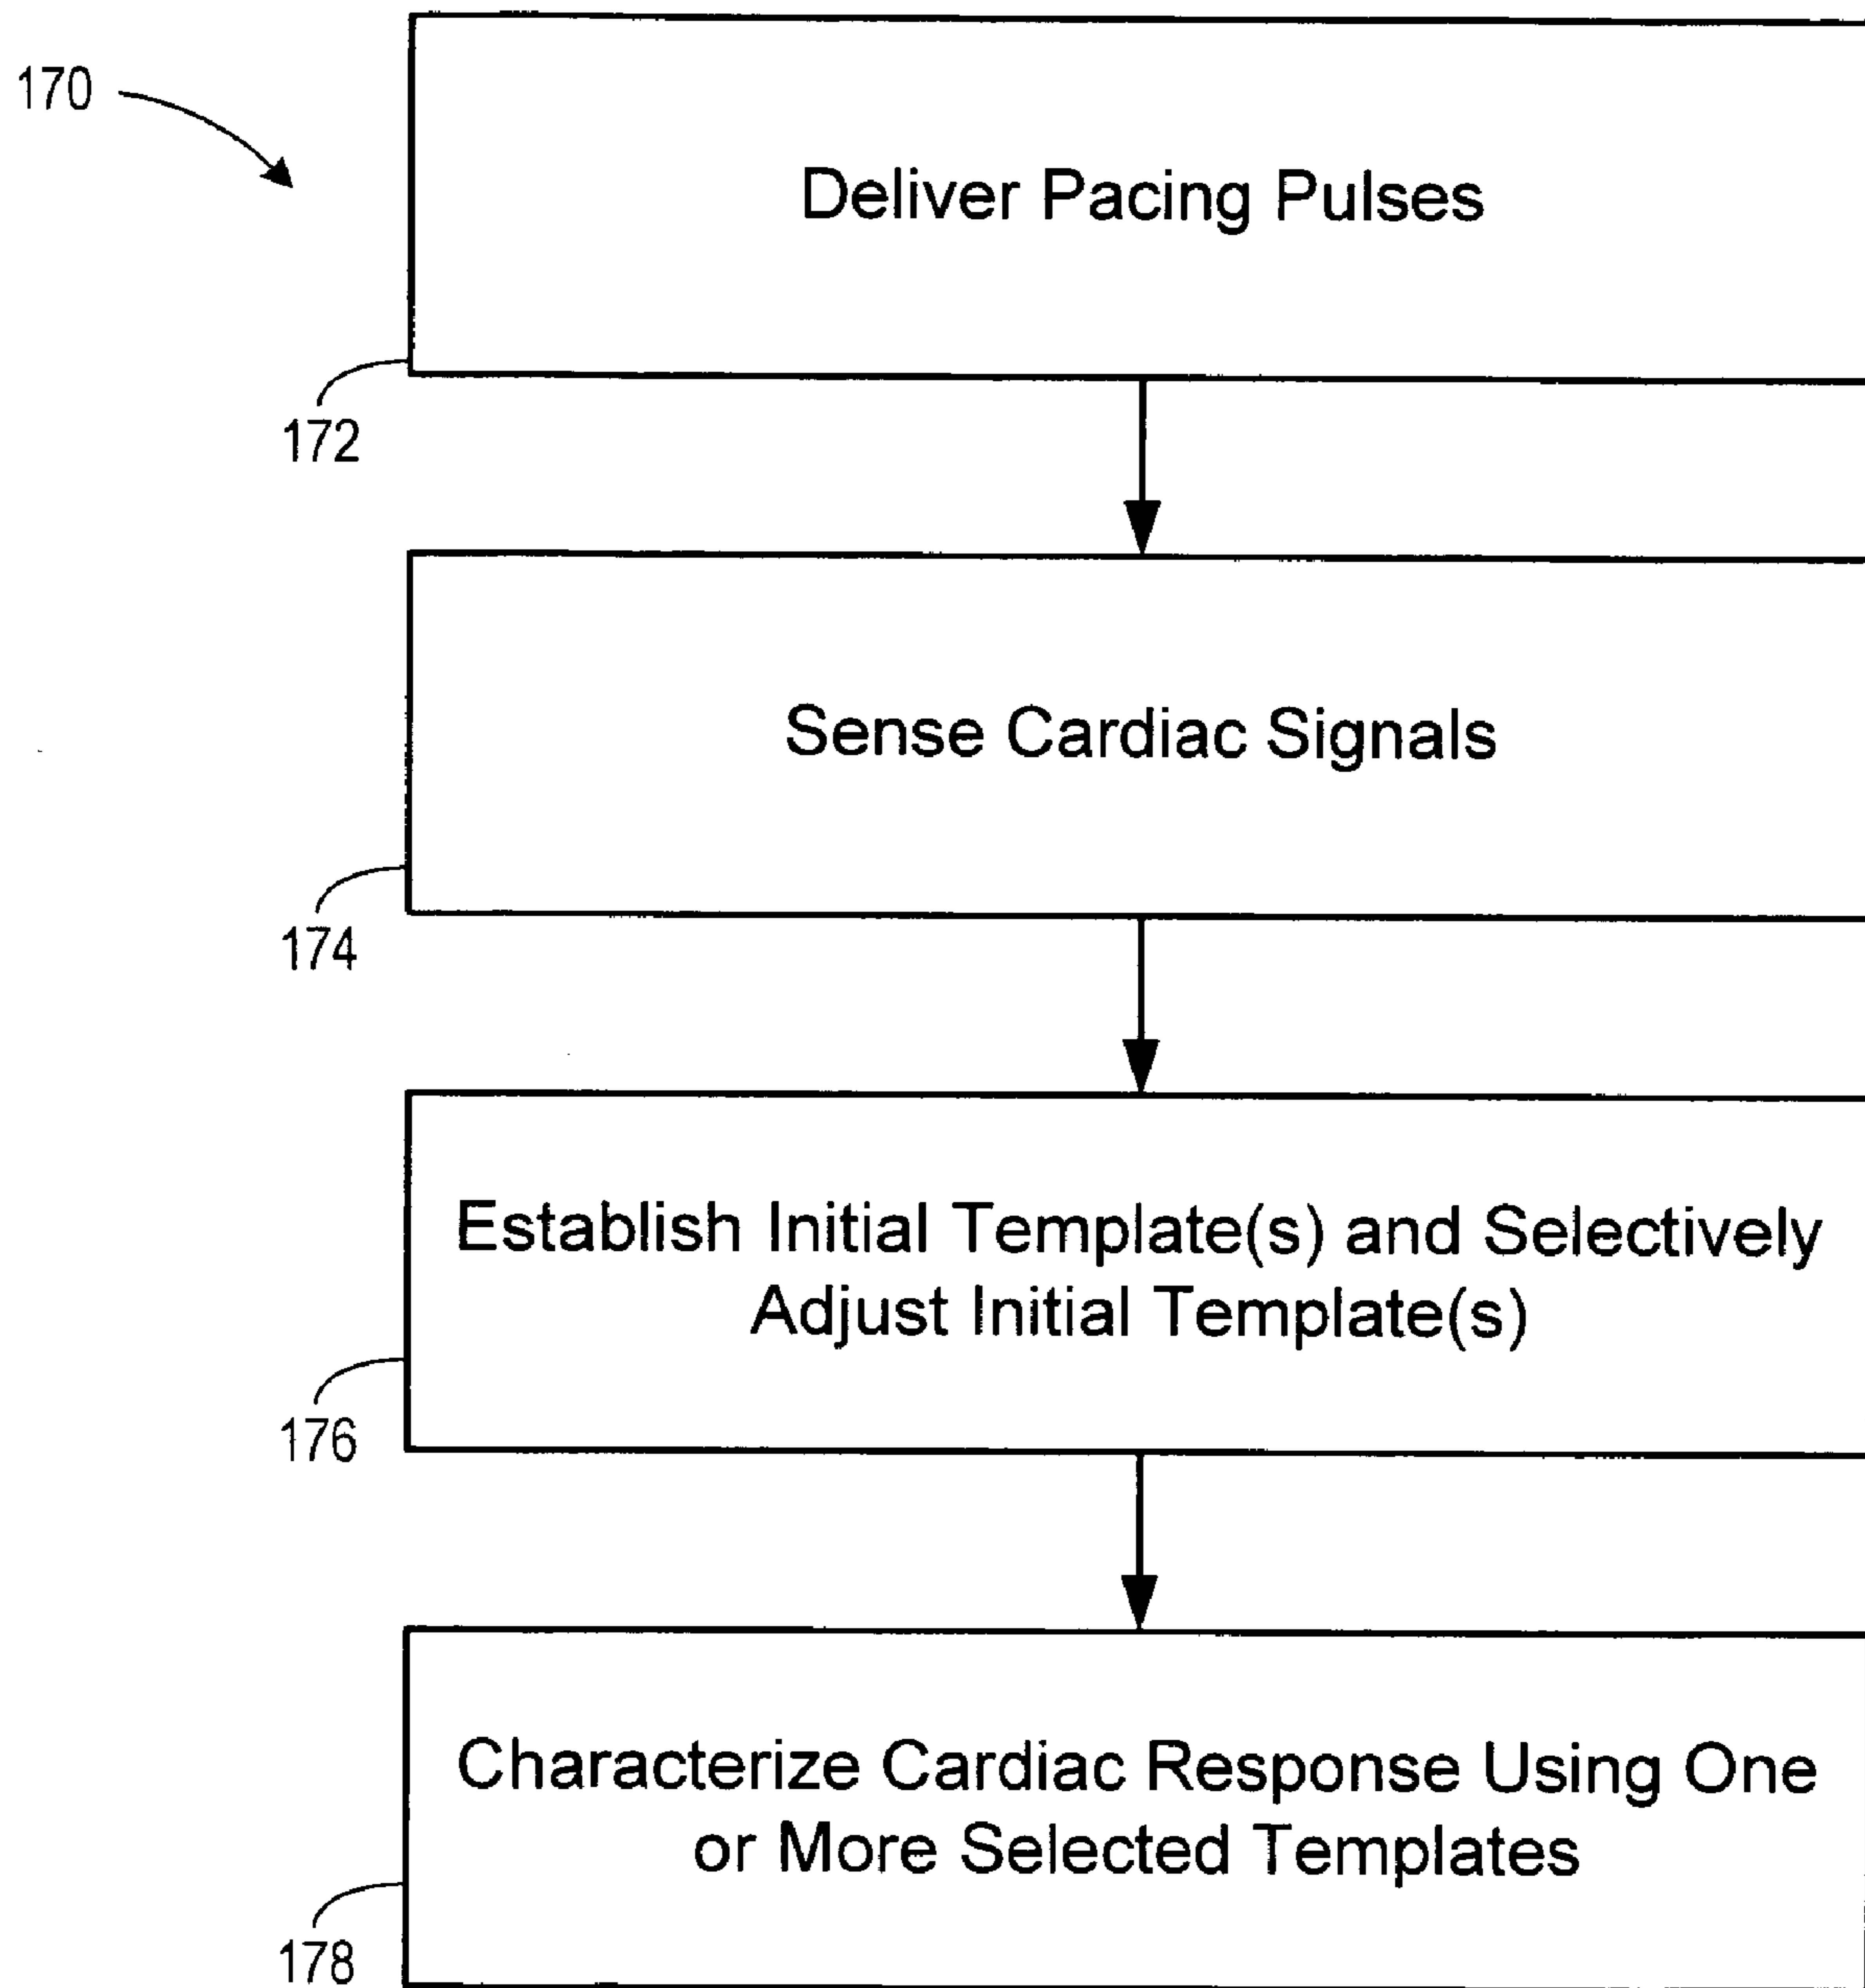 170
Deliver Pacing Pulses
172
Sense Cardiac Signals
174
Establish Initial Template(s) and Selectively
Adjust Initial Template(s)
176
Characterize Cardiac Response Using One
or More Selected Templates
178